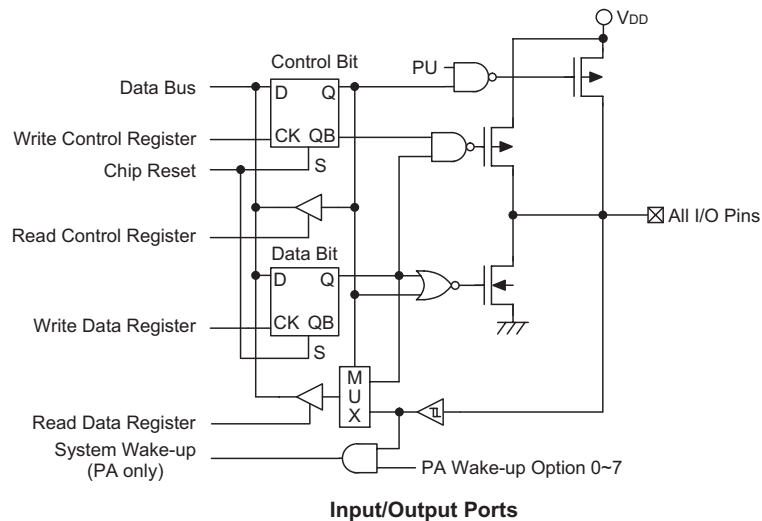 VDD
Control Bit
PU
Data Bus
D Q
Write Control Register
CK QB
Chip Reset
S
All I/O Pins
Read Control Register
Data Bit
D Q
Write Data Register
CK QB
S
M
U
X
Read Data Register
System Wake-up
(PA only)
PA Wake-up Option 0~7
Input/Output Ports